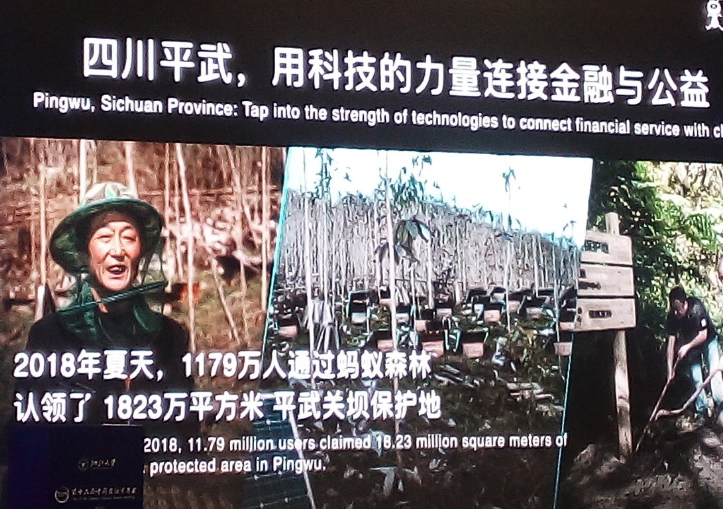 四川平武，用科技的力量连接金融与公益
Pingwu, Sichuan Province: Tap into the strength of technologies to connect financial service with
2018年夏天，1179万人通过蚂蚁森林
认领了 1823万平方米 平武关坝保护地
2018, 11.79 million users claimed 18.23 million square meters of
protected area in Pingwu.